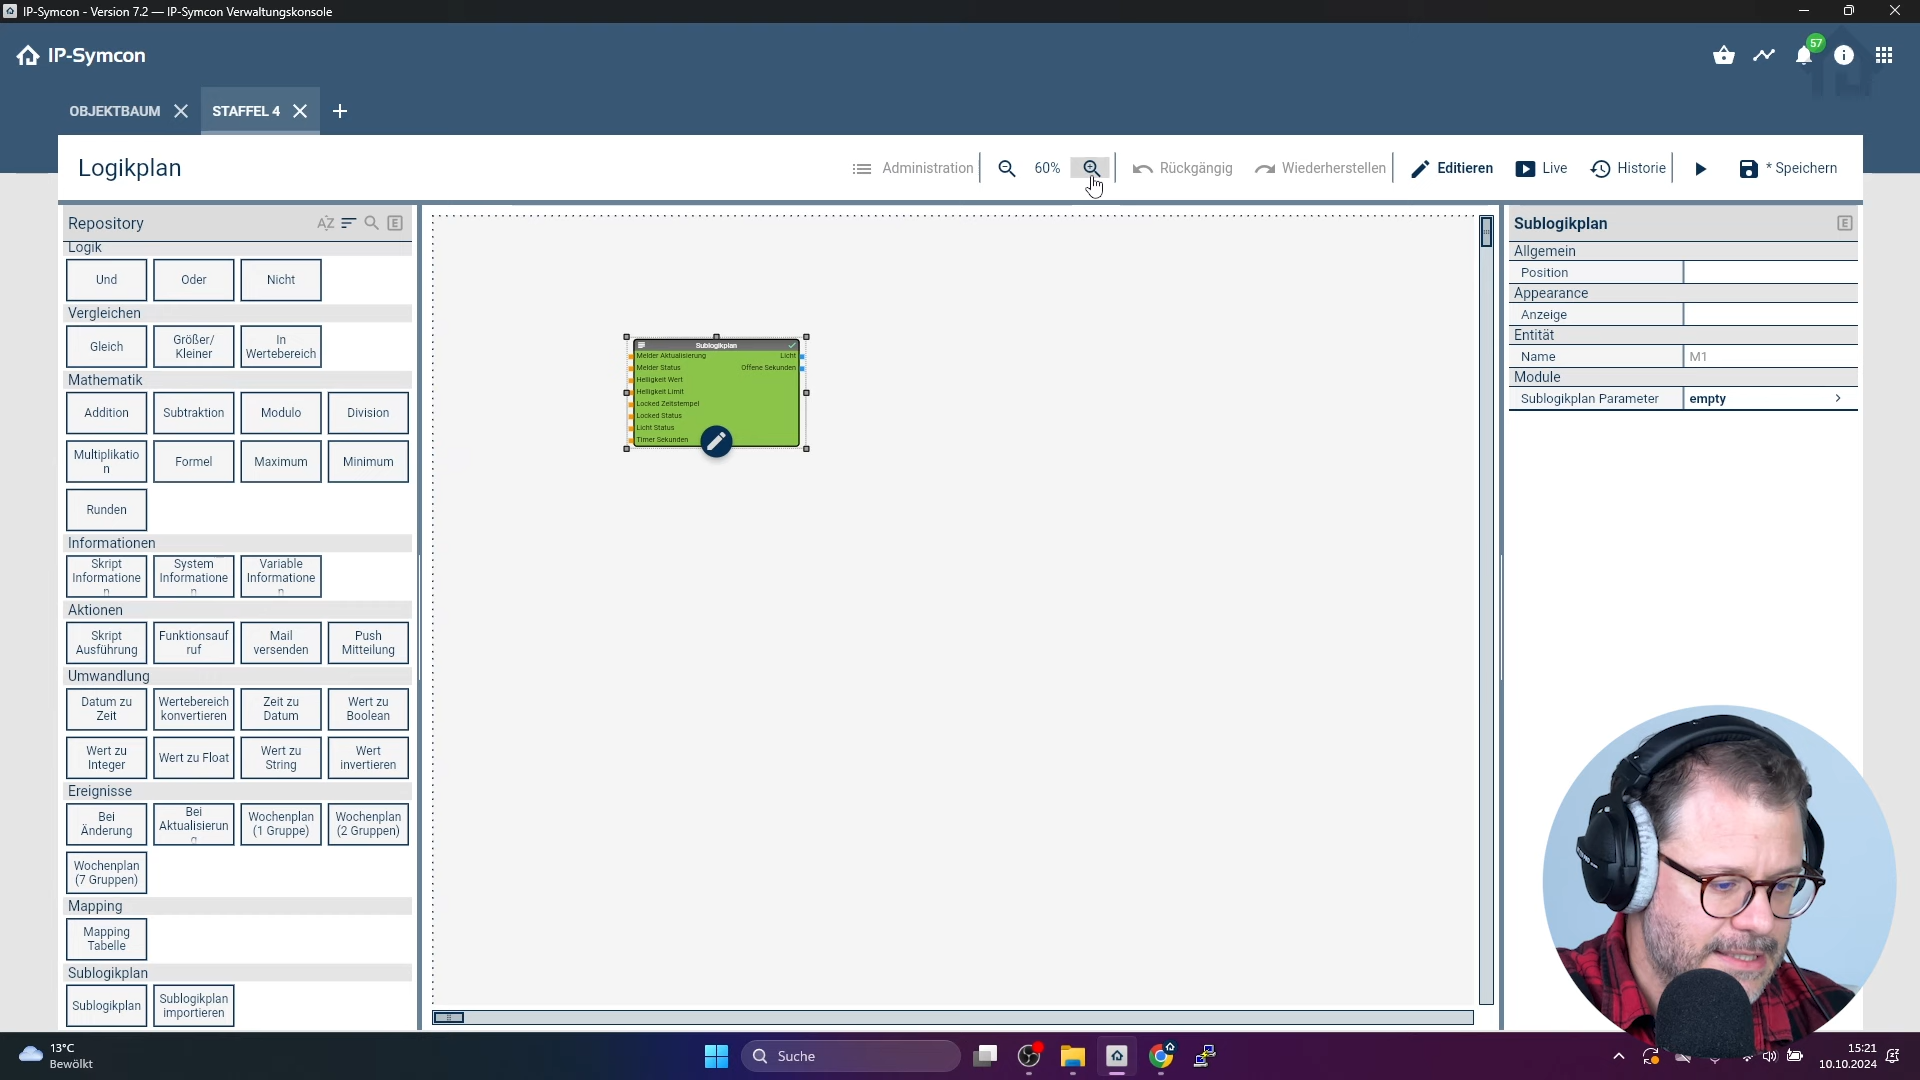 IP-Symcon - Version 7.2 — IP-Symcon Verwaltungskonsole
IP-Symcon
57
OBJEKTBAUM
STAFFEL 4
Logikplan
Administration
60%
Rückgängig
Wiederherstellen
Editieren
Live
Historie
* Speichern
Repository
AZ
E
Logik
Und
Oder
Nicht
Vergleichen
Gleich
Größer/
Kleiner
In
Wertebereich
Mathematik
Addition
Subtraktion
Modulo
Division
Multiplikatio
n
Formel
Maximum
Minimum
Runden
Informationen
Skript
Informatione
n
System
Informatione
n
Variable
Informatione
n
Aktionen
Skript
Ausführung
Funktionsauf
ruf
Mail
versenden
Push
Mitteilung
Umwandlung
Datum zu
Zeit
Wertebereich
konvertieren
Zeit zu
Datum
Wert zu
Boolean
Wert zu
Integer
Wert zu Float
Wert zu
String
Wert
invertieren
Ereignisse
Bei
Änderung
Bei
Aktualisierun
g
Wochenplan
(1 Gruppe)
Wochenplan
(2 Gruppen)
Wochenplan
(7 Gruppen)
Mapping
Mapping
Tabelle
Sublogikplan
Sublogikplan
Sublogikplan
importieren
Sublogikplan
Melder Aktualisierung
Licht
Melder Status
Offene Sekunden
Helligkeit Wert
Helligkeit Limit
Locked Zeitstempel
Locked Status
Licht Status
Timer Sekunden
Sublogikplan
E
Allgemein
Position
Appearance
Anzeige
Entität
Name
M1
Module
Sublogikplan Parameter
empty
13°C
Bewölkt
Suche
15:21
10.10.2024